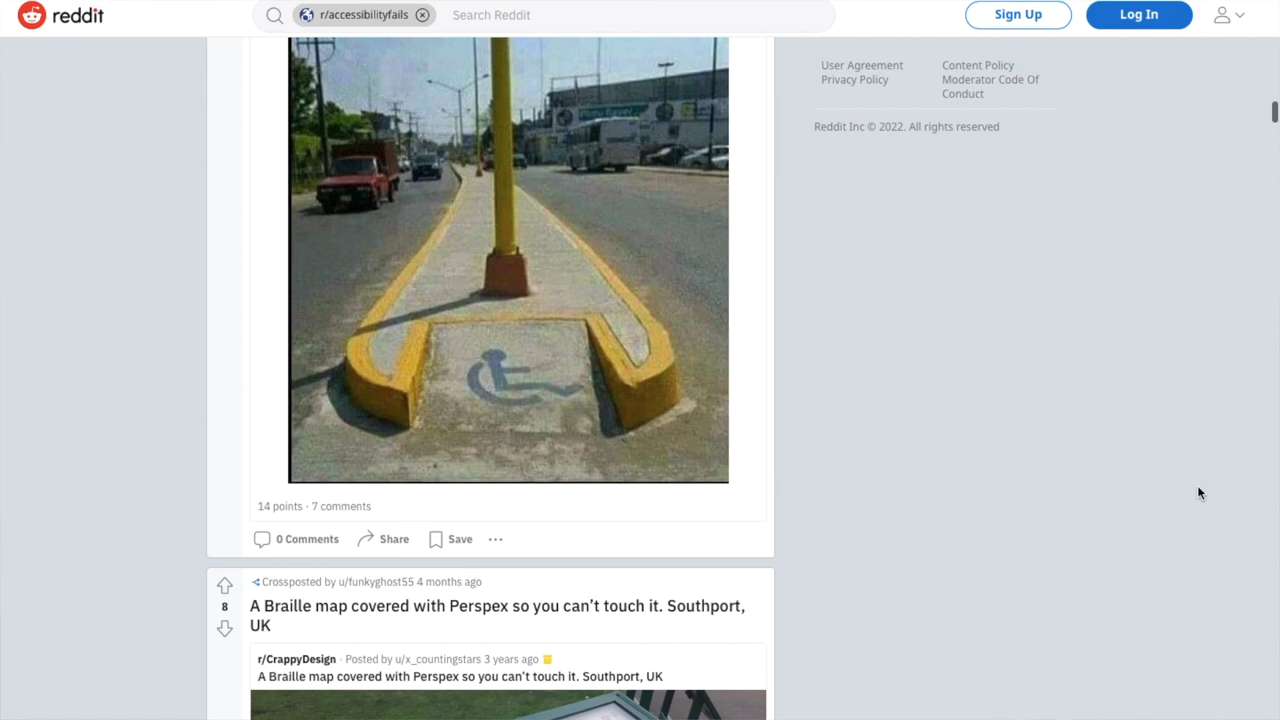 reddit
r/accessibilityfails
Search Reddit
Sign Up
Log In
User Agreement
Content Policy
Privacy Policy
Moderator Code Of
Conduct
Reddit Inc © 2022. All rights reserved
14 points · 7 comments
0 Comments
Share
Save
Crossposted by u/funkyghost55 4 months ago
8
A Braille map covered with Perspex so you can’t touch it. Southport,
UK
r/CrappyDesign · Posted by u/x_countingstars 3 years ago
A Braille map covered with Perspex so you can’t touch it. Southport, UK